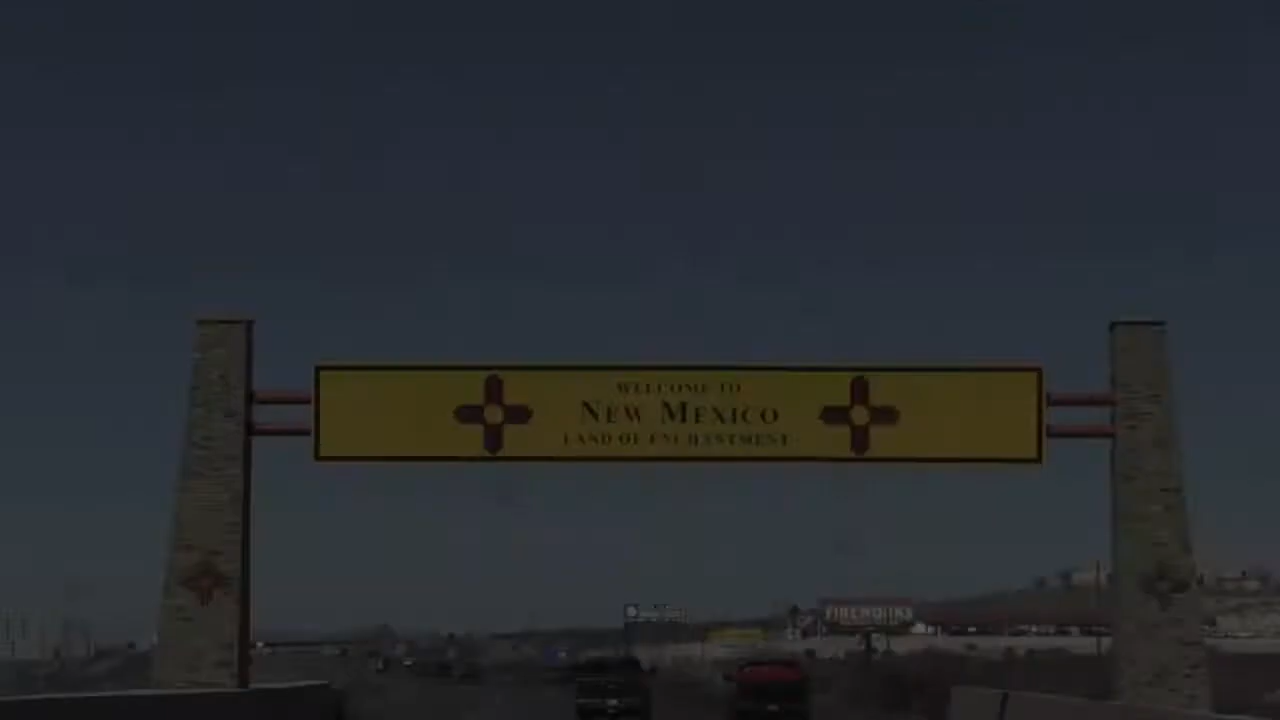 WELCOME TO
NEW MEXICO
LAND OF ENCHANTMENT
FIREWORKS